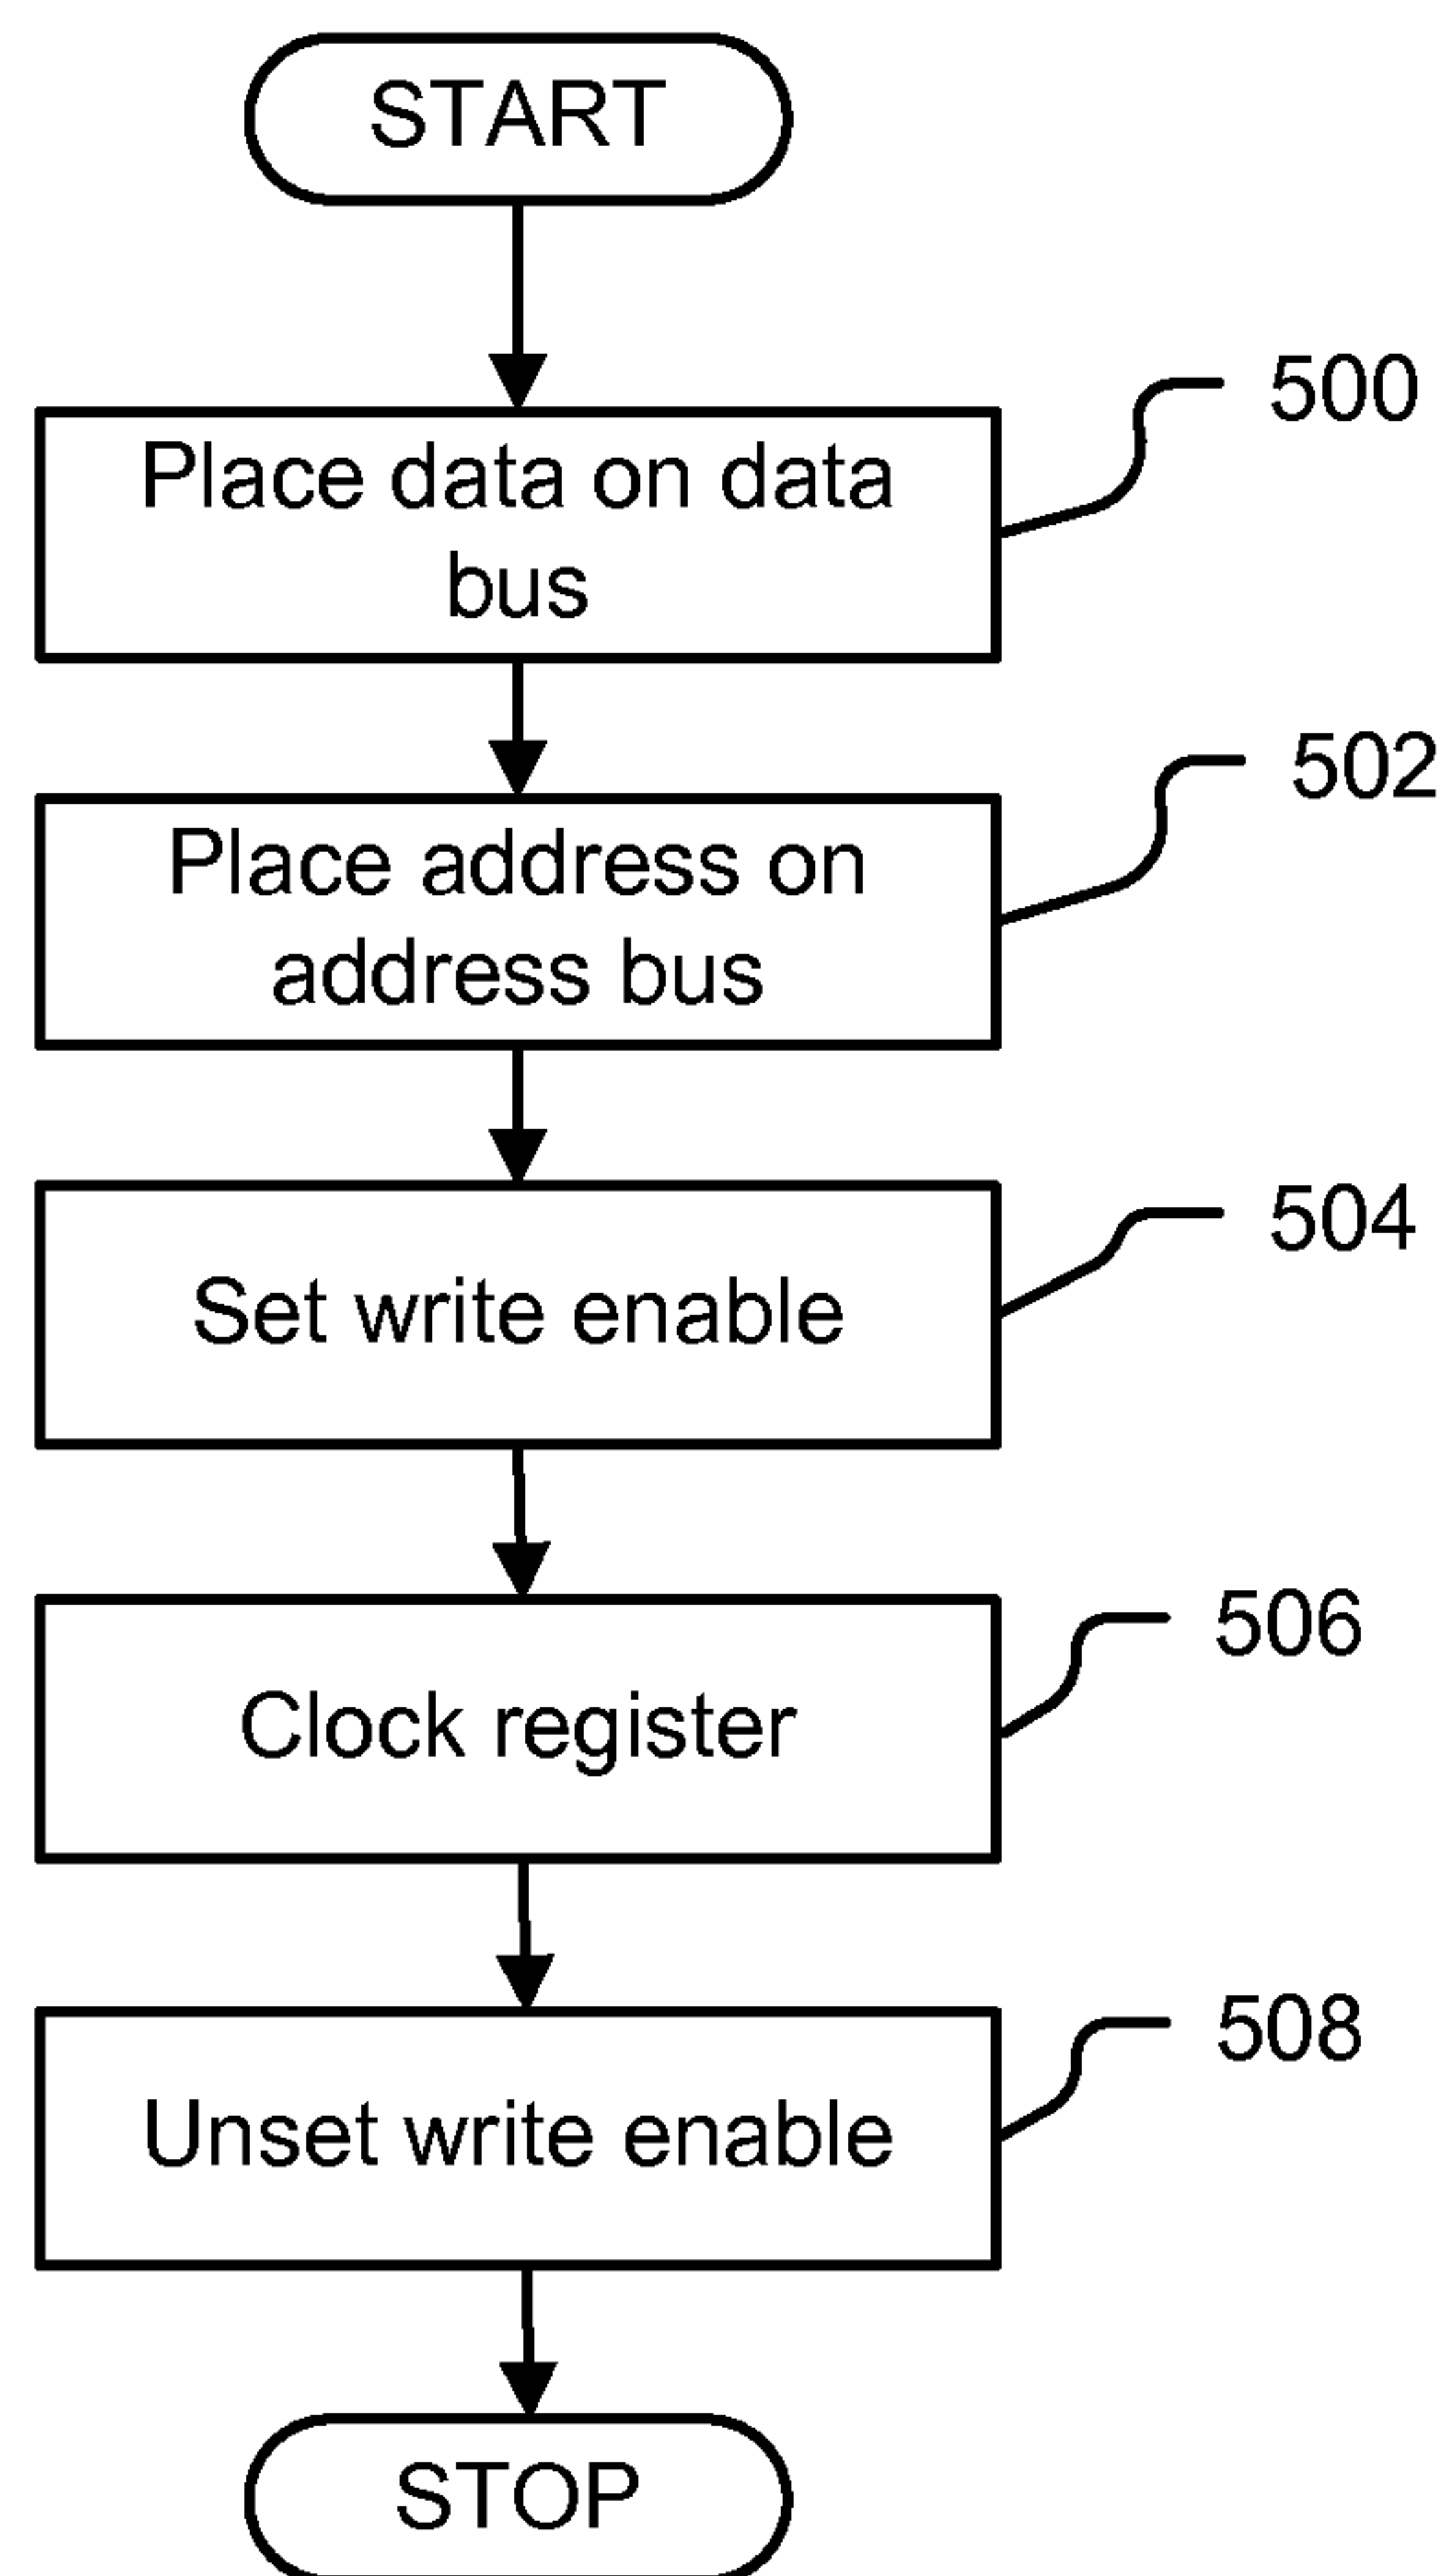 START
500
Place data on data
bus
502
Place address on
address bus
504
Set write enable
506
Clock register
508
Unset write enable
STOP